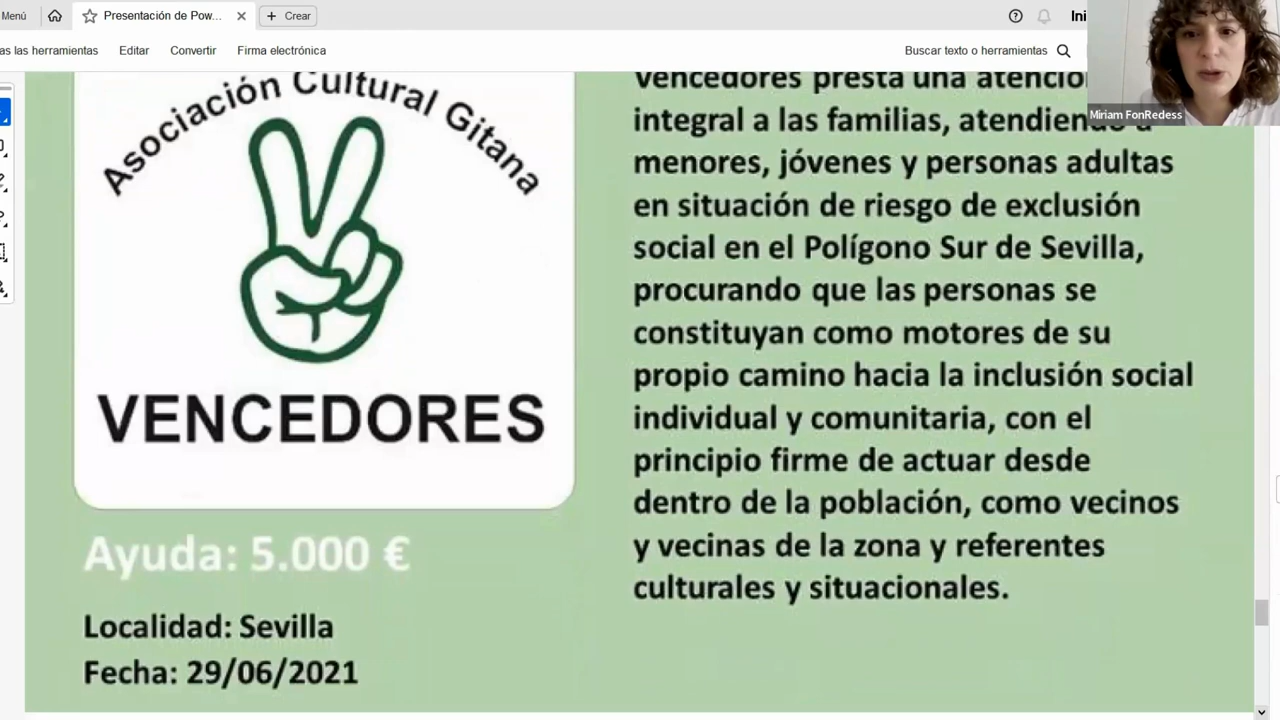 Menú
Presentación de Pow...
Crear
Ini
as las herramientas
Editar
Convertir
Firma electrónica
Buscar texto o herramientas
Miriam FonRedess
Asociación Cultural Gitana
VENCEDORES
Ayuda: 5.000 €
Localidad: Sevilla
Fecha: 29/06/2021
Vencedores presta una atenció
integral a las familias, atendiendo a
menores, jóvenes y personas adultas
en situación de riesgo de exclusión
social en el Polígono Sur de Sevilla,
procurando que las personas se
constituyan como motores de su
propio camino hacia la inclusión social
individual y comunitaria, con el
principio firme de actuar desde
dentro de la población, como vecinos
y vecinas de la zona y referentes
culturales y situacionales.